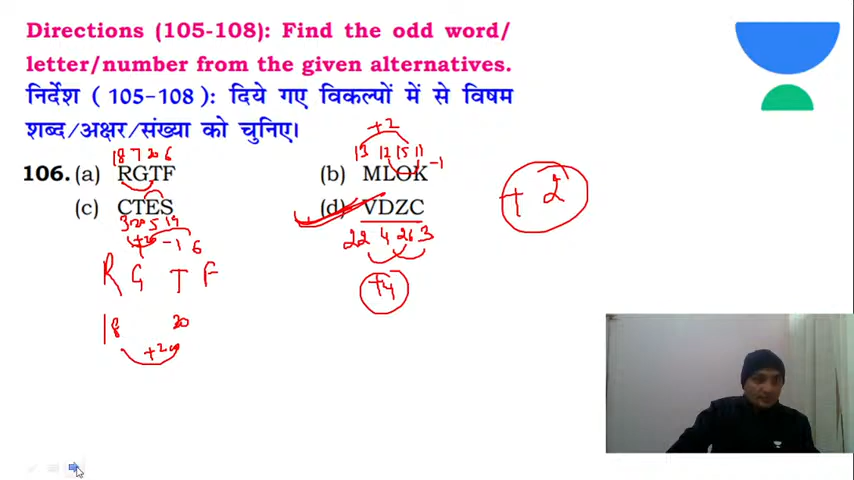 Directions (105-108): Find the odd word/
letter/number from the given alternatives.
निर्देश ( 105-108 ): दिये गए विकल्पों में से विषम
शब्द/अक्षर/संख्या को चुनिए।
+2
18 7 20 6
13 12 15 11 -1
106. (a) RGTF (b) MLOK
(c) CTES (d) VDZC
+2
3 20 5 19
22 4 26 3
-1 6
R G T F
+4
18 20
+2